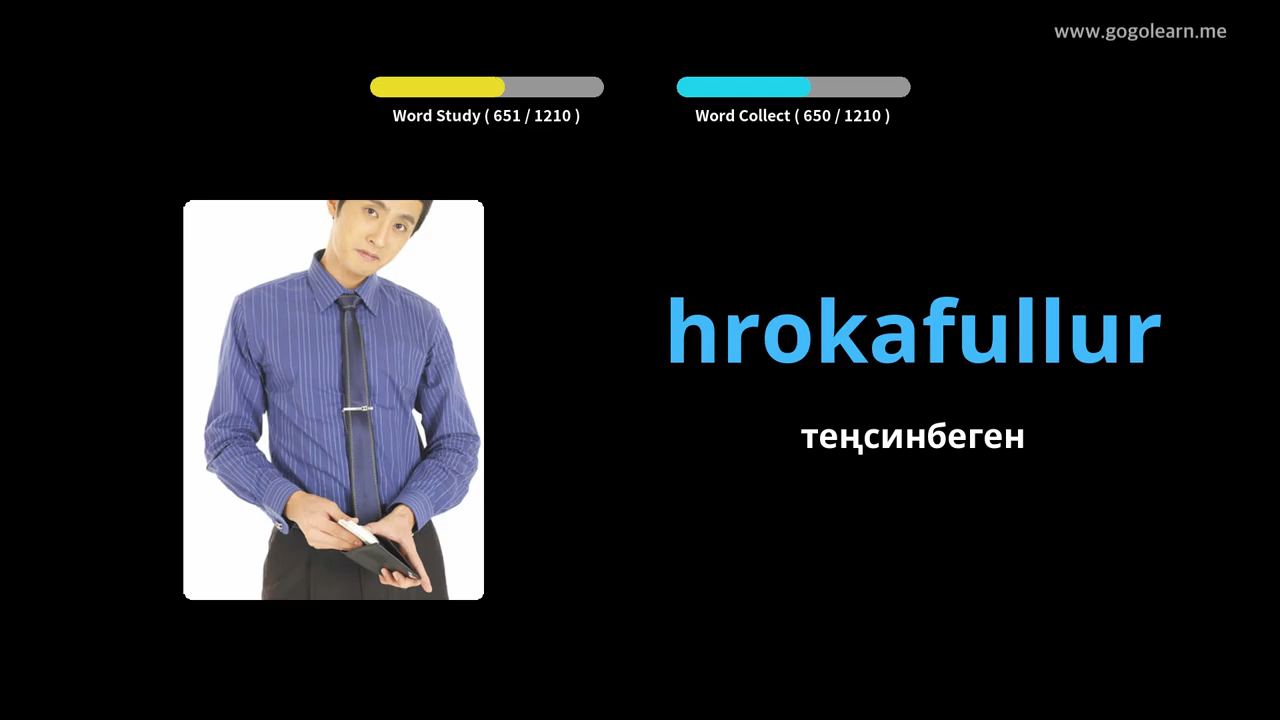 www.gogolearn.me
Word Study ( 651 / 1210 )
Word Collect ( 650 / 1210 )
hrokafullur
теңсинбеген